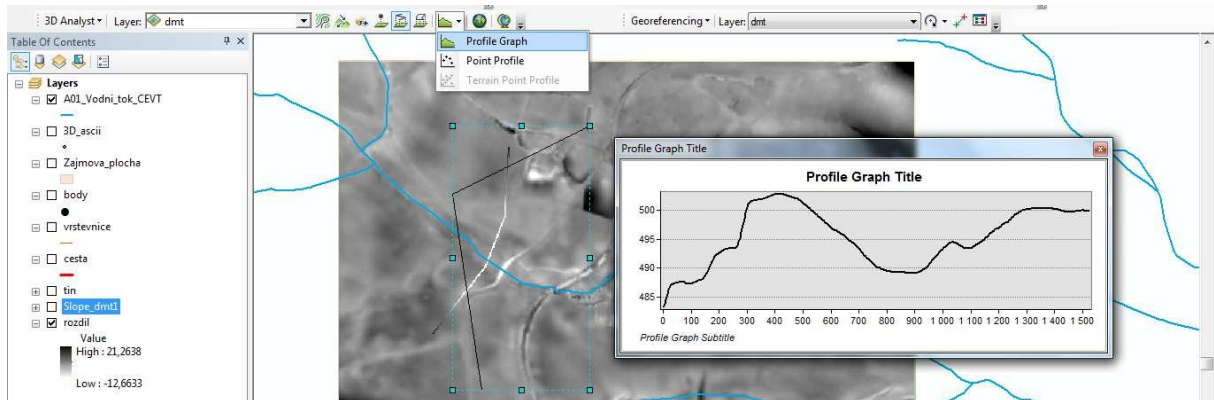 3D Analyst Layer: dmt
Georeferencing Layer: dmt
Table Of Contents
Profile Graph
Point Profile
Terrain Point Profile
Layers
A01_Vodni_tok_CEVT
3D_ascii
Zajmova_plocha
body
vrstevnice
cesta
tin
Slope_dmt1
rozdil
Value
High : 21,2638
Low : -12,6633
Profile Graph Title
Profile Graph Title
500
495
490
485
0 100 200 300 400 500 600 700 800 900 1 000 1 100 1 200 1 300 1 400 1 500
Profile Graph Subtitle